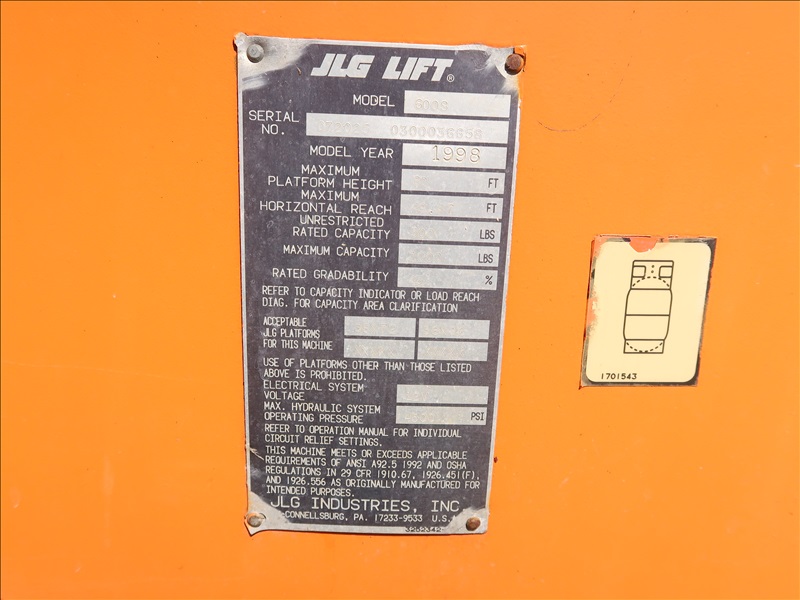 JLG LIFT®
MODEL 600S
SERIAL
NO. 0300036658
MODEL YEAR 1998
MAXIMUM
PLATFORM HEIGHT FT
MAXIMUM
HORIZONTAL REACH FT
UNRESTRICTED
RATED CAPACITY LBS
MAXIMUM CAPACITY LBS
RATED GRADABILITY %
REFER TO CAPACITY INDICATOR OR LOAD REACH
DIAG. FOR CAPACITY AREA CLARIFICATION
ACCEPTABLE
JLG PLATFORMS
FOR THIS MACHINE
USE OF PLATFORMS OTHER THAN THOSE LISTED
ABOVE IS PROHIBITED.
ELECTRICAL SYSTEM
VOLTAGE
MAX. HYDRAULIC SYSTEM
OPERATING PRESSURE PSI
REFER TO OPERATION MANUAL FOR INDIVIDUAL
CIRCUIT RELIEF SETTINGS.
THIS MACHINE MEETS OR EXCEEDS APPLICABLE
REQUIREMENTS OF ANSI A92.5 1992 AND OSHA
REGULATIONS IN 29 CFR 1910.67, 1926.451(F),
AND 1926.556 AS ORIGINALLY MANUFACTURED FOR
INTENDED PURPOSES.
JLG INDUSTRIES, INC
CONNELLSBURG, PA. 17233-9533 U.S.
3252342
1701543